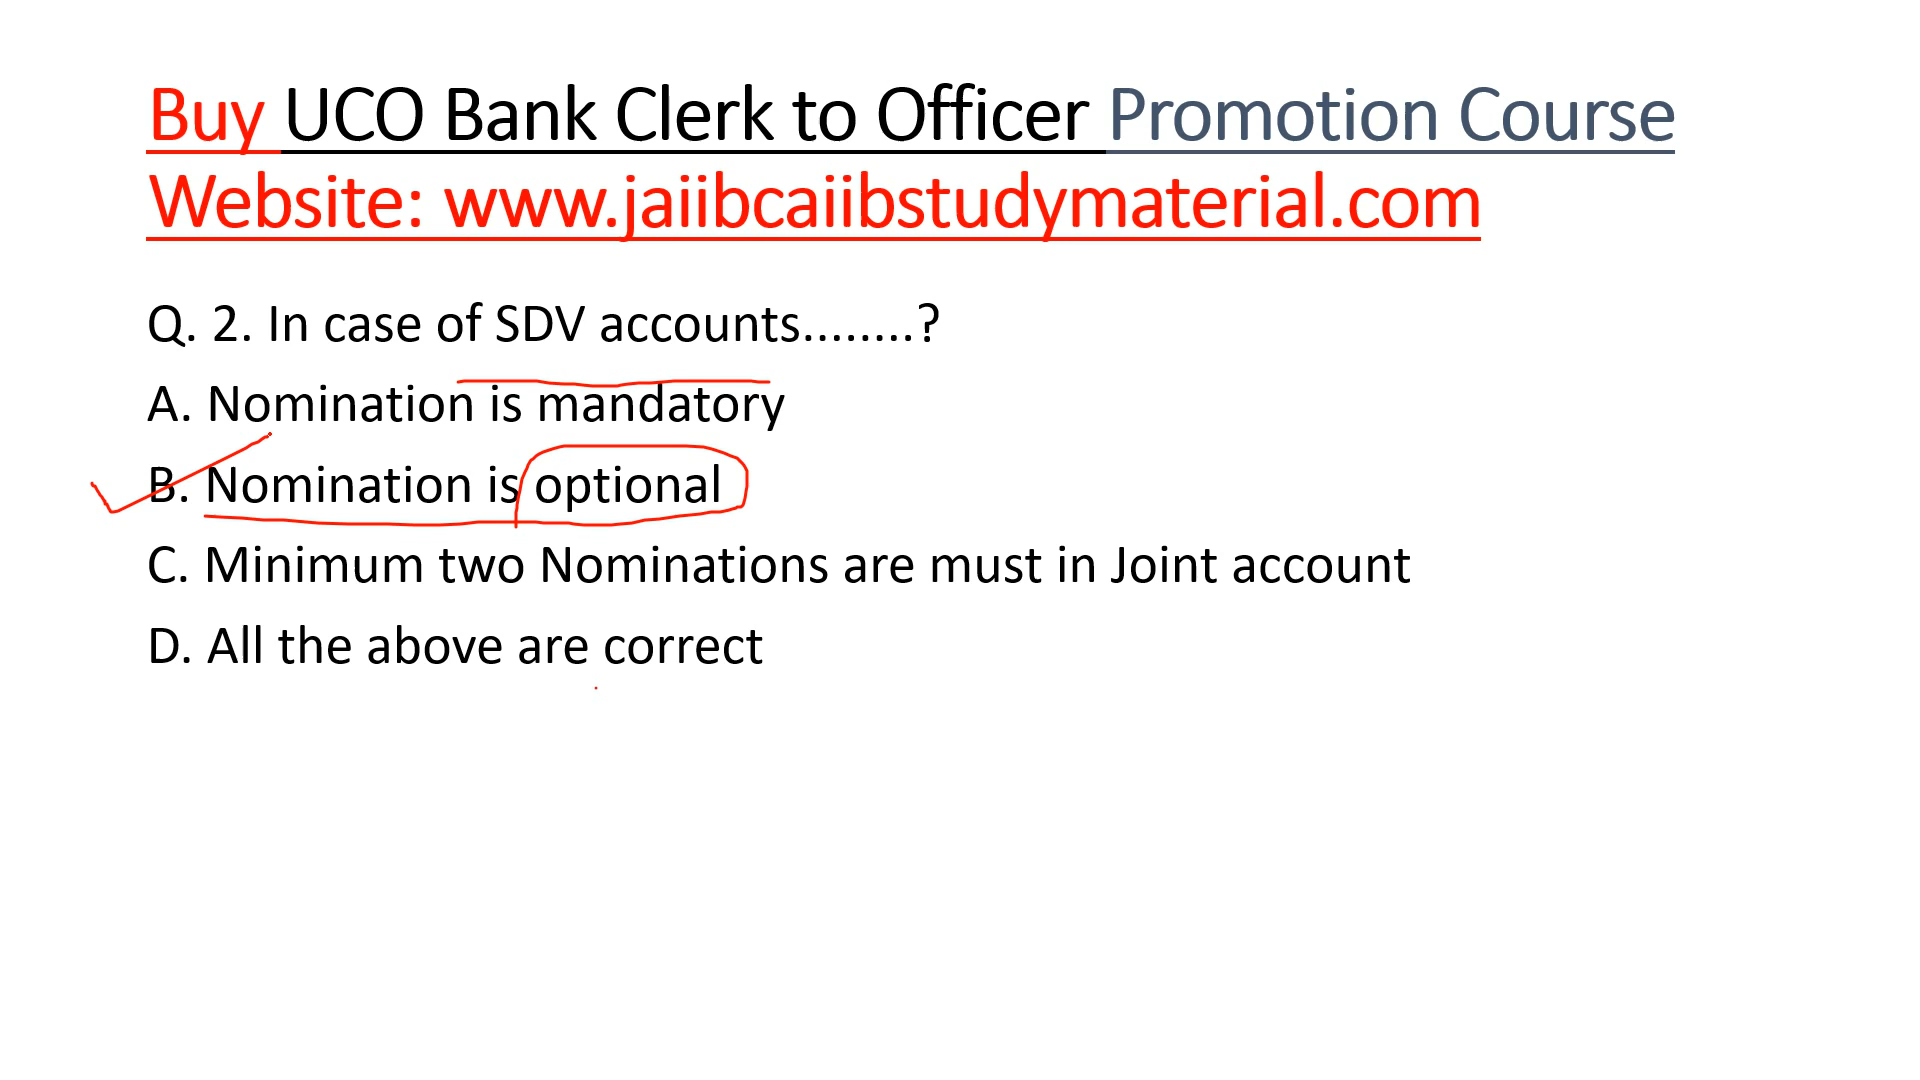 Buy UCO Bank Clerk to Officer Promotion Course
Website: www.jaiibcaiibstudymaterial.com
Q. 2. In case of SDV accounts........?
A. Nomination is mandatory
B. Nomination is optional
C. Minimum two Nominations are must in Joint account
D. All the above are correct